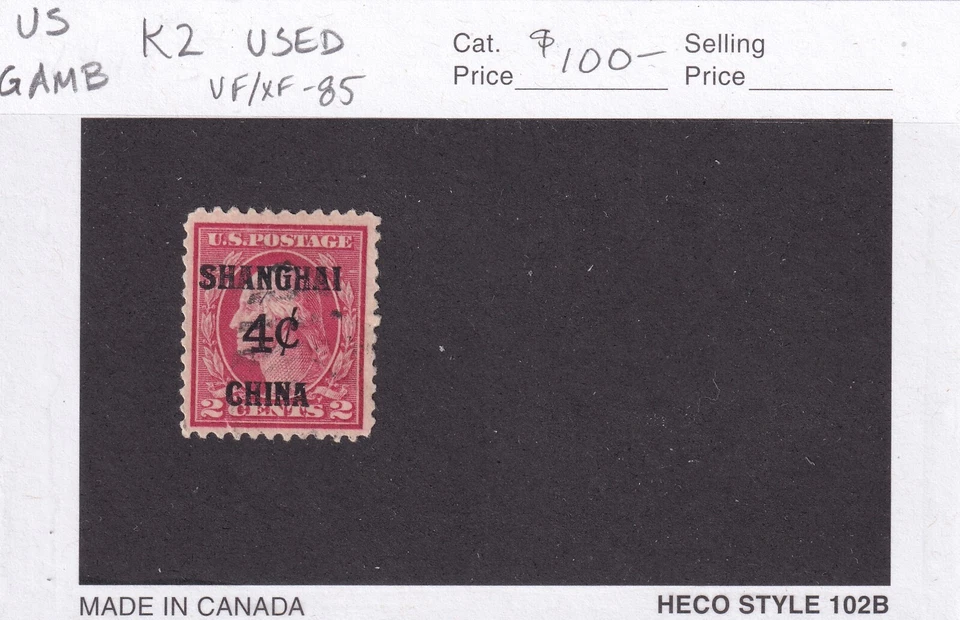 US
GAMB
K2 USED
VF/XF-85
Cat. Price $100-
Selling Price
U.S. POSTAGE
SHANGHAI
4¢
CHINA
2 CENTS 2
MADE IN CANADA
HECO STYLE 102B